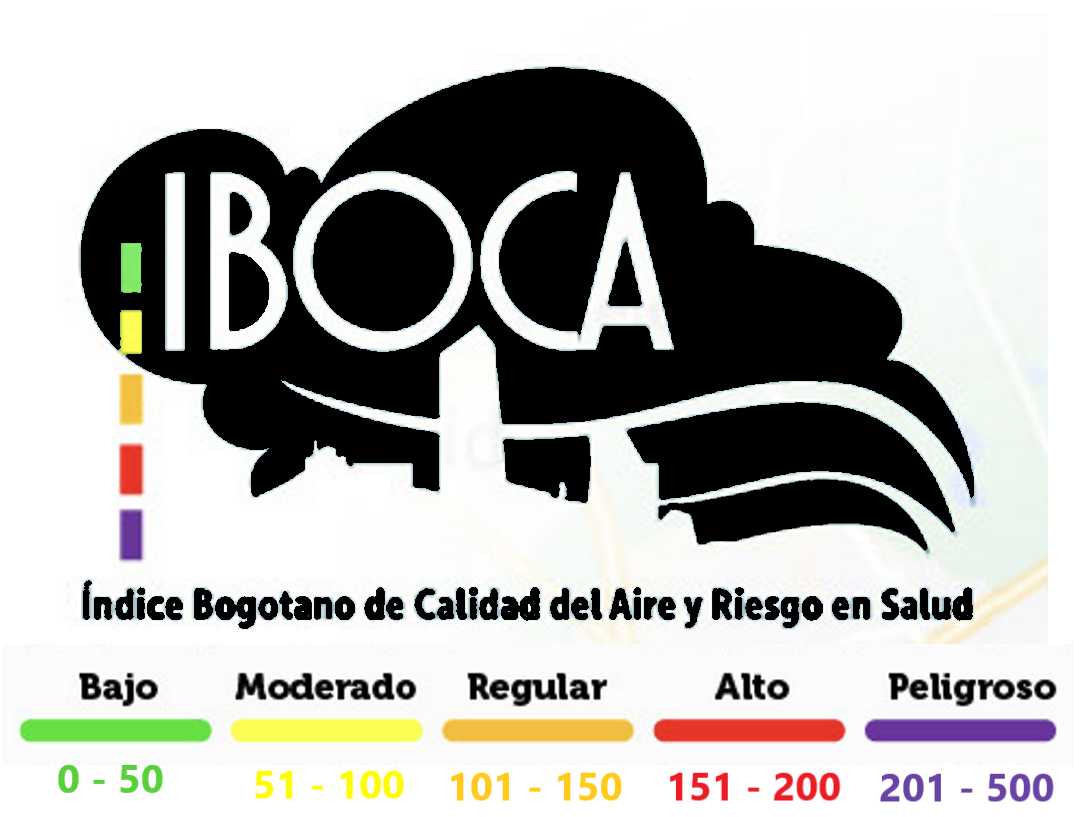 IBOCA
Índice Bogotano de Calidad del Aire y Riesgo en Salud
Bajo Moderado Regular Alto Peligroso
0 - 50 51 - 100 101 - 150 151 - 200 201 - 500